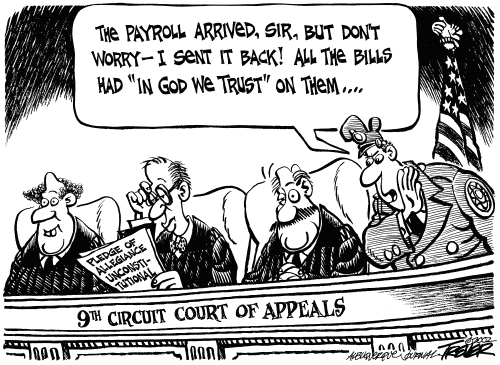 THE PAYROLL ARRIVED, SIR, BUT DON'T
WORRY— I SENT IT BACK! ALL THE BILLS
HAD "IN GOD WE TRUST" ON THEM....
PLEDGE OF
ALLEGIANCE
UNCONSTI-
TUTIONAL
9TH CIRCUIT COURT OF APPEALS
©2002
ALBUQUERQUE JOURNAL TREVER